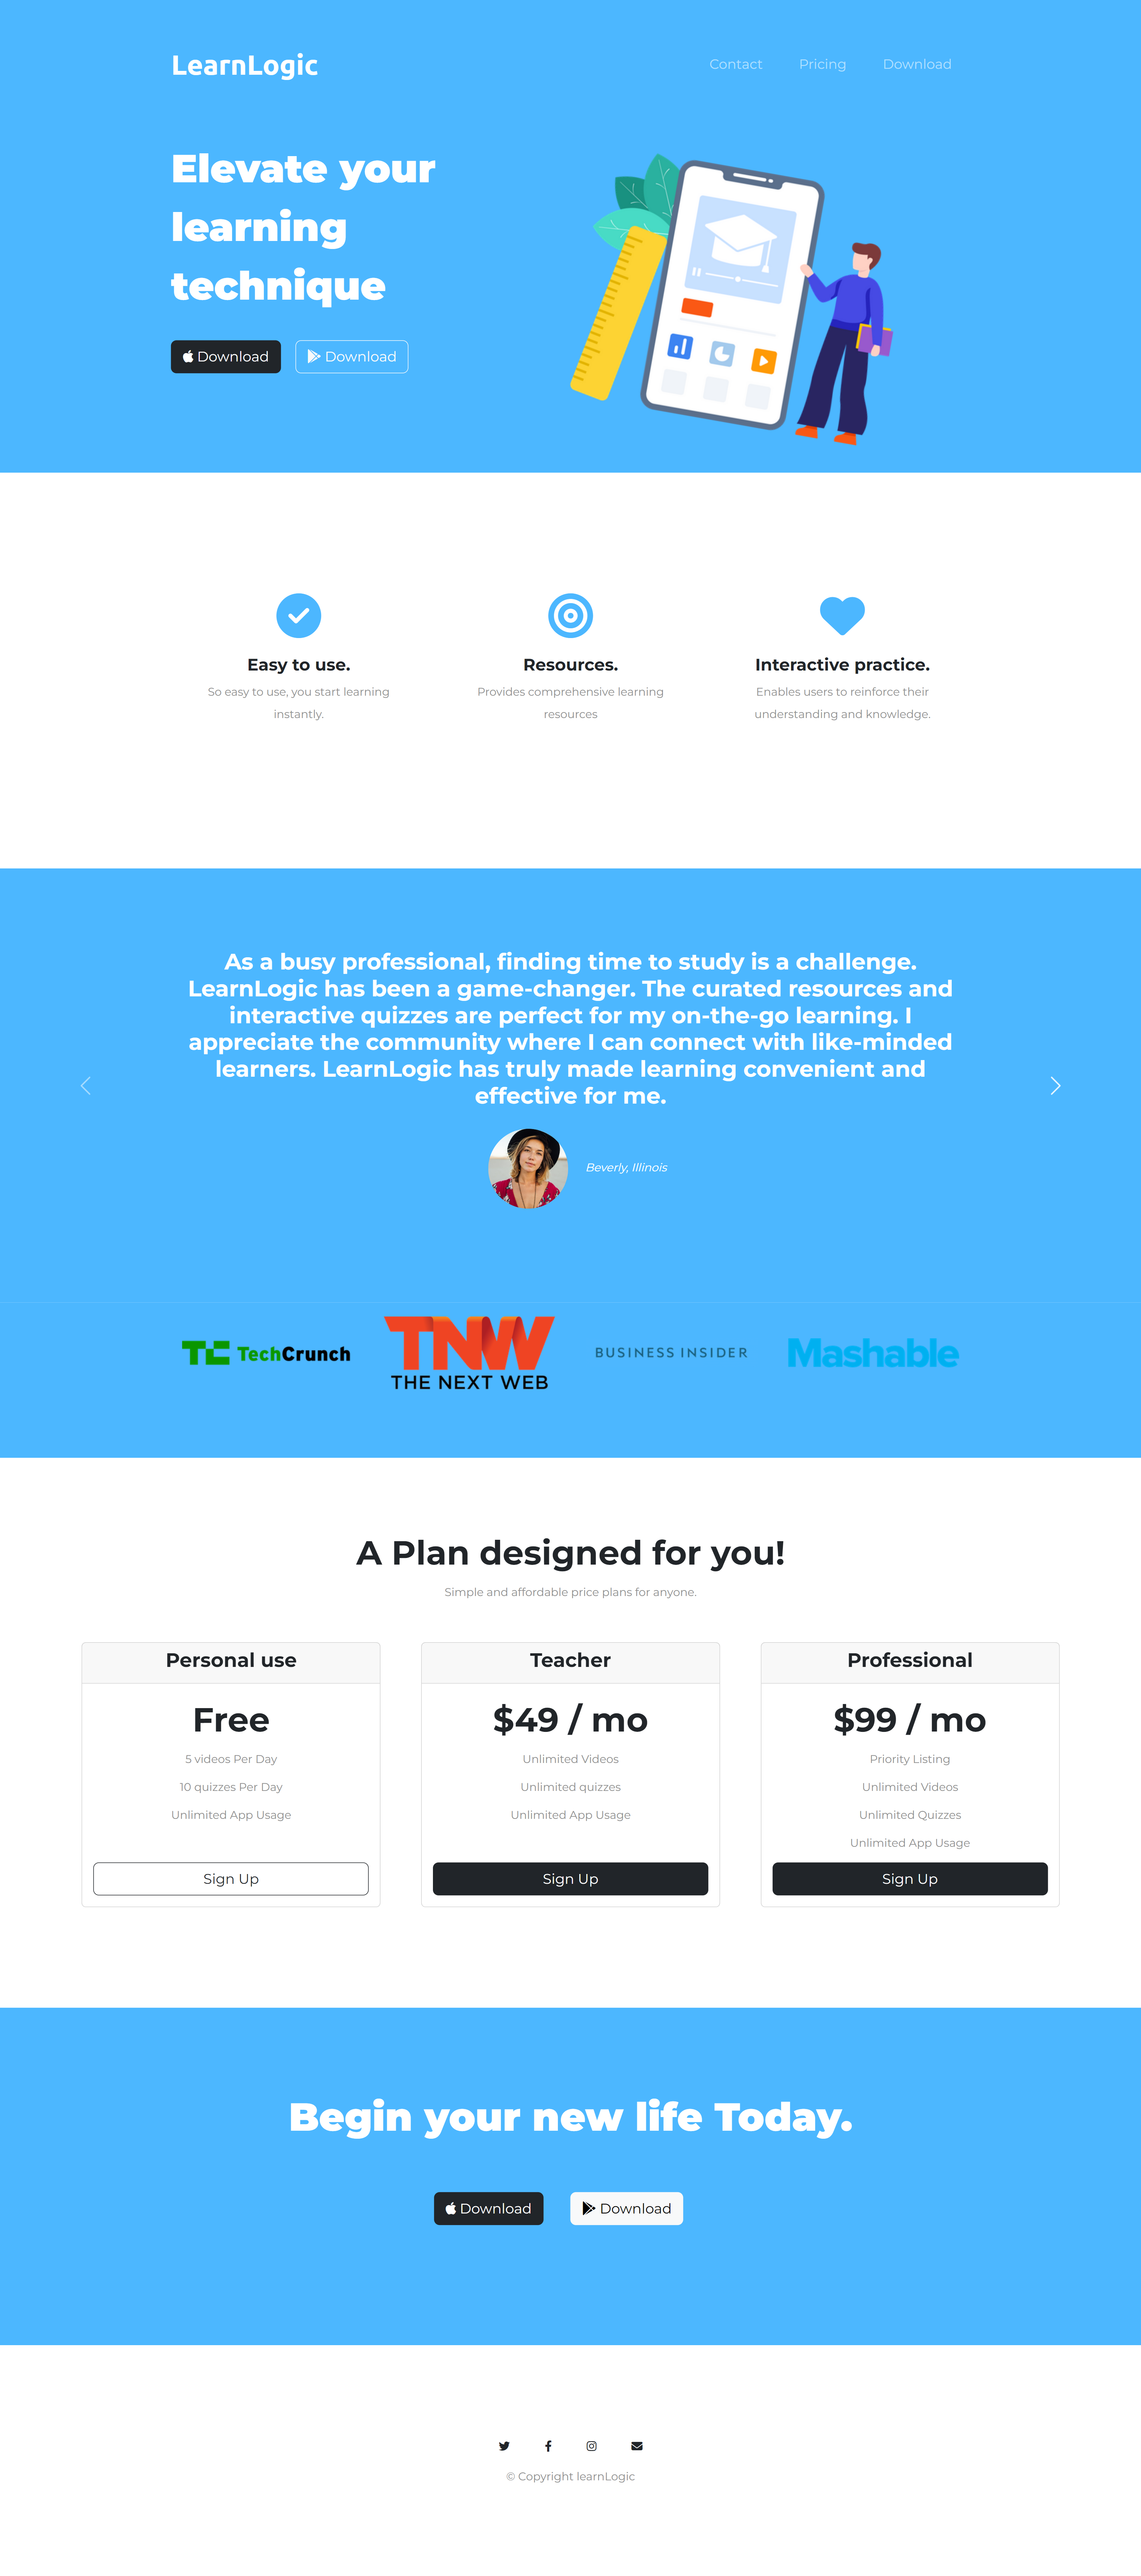 LearnLogic
Contact Pricing Download
Elevate your
learning
technique
Download Download
Easy to use.
So easy to use, you start learning
instantly.
Resources.
Provides comprehensive learning
resources
Interactive practice.
Enables users to reinforce their
understanding and knowledge.
As a busy professional, finding time to study is a challenge.
LearnLogic has been a game-changer. The curated resources and
interactive quizzes are perfect for my on-the-go learning. I
appreciate the community where I can connect with like-minded
learners. LearnLogic has truly made learning convenient and
effective for me.
Beverly, Illinois
TC TechCrunch
TNW
THE NEXT WEB
BUSINESS INSIDER
Mashable
A Plan designed for you!
Simple and affordable price plans for anyone.
Personal use
Free
5 videos Per Day
10 quizzes Per Day
Unlimited App Usage
Sign Up
Teacher
$49 / mo
Unlimited Videos
Unlimited quizzes
Unlimited App Usage
Sign Up
Professional
$99 / mo
Priority Listing
Unlimited Videos
Unlimited Quizzes
Unlimited App Usage
Sign Up
Begin your new life Today.
Download Download
© Copyright learnLogic